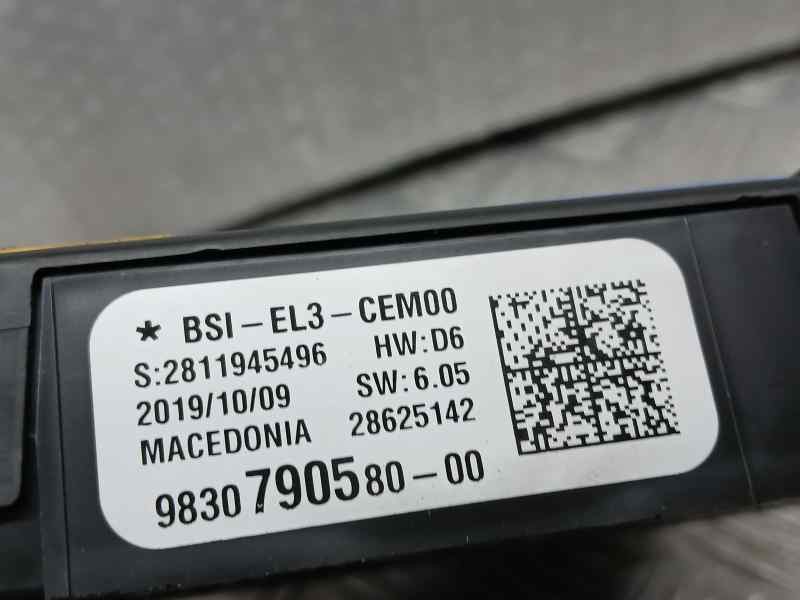 ★ BSI-EL3-CEM00
S:2811945496 HW:D6
2019/10/09 SW:6.05
MACEDONIA 28625142
9830790580-00